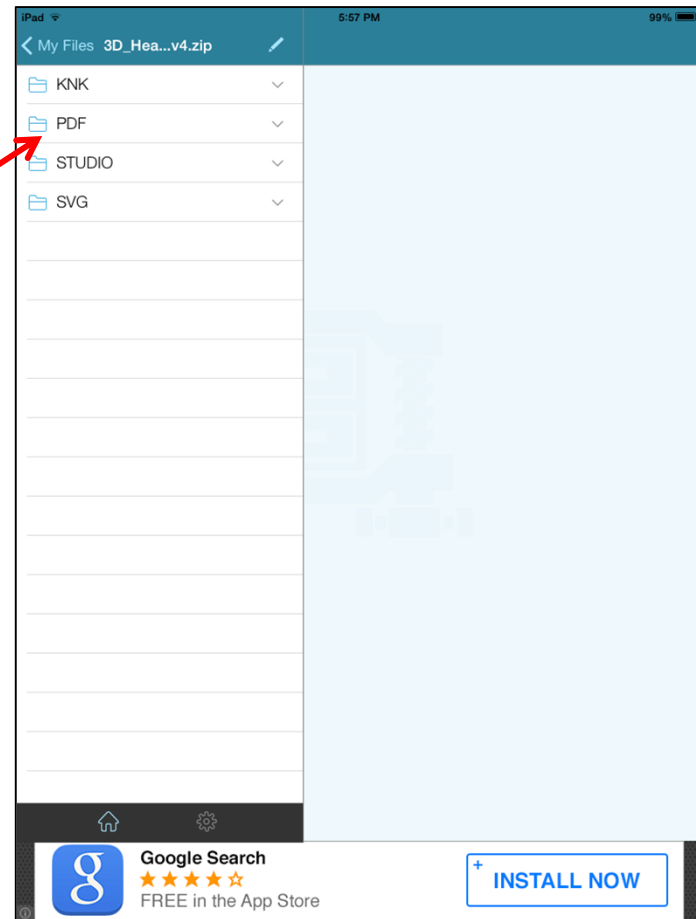 iPad 5:57 PM 99%
My Files 3D_Hea...v4.zip
KNK
PDF
STUDIO
SVG
g Google Search
FREE in the App Store
+ INSTALL NOW